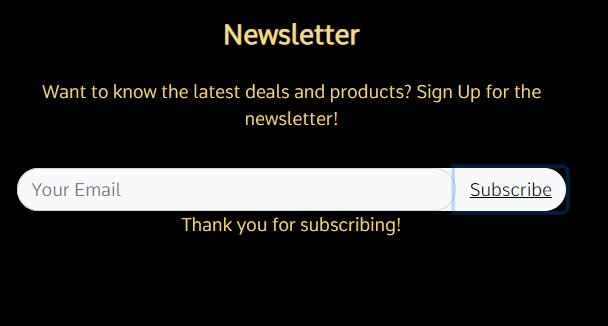 Newsletter
Want to know the latest deals and products? Sign Up for the
newsletter!
Your Email
Subscribe
Thank you for subscribing!